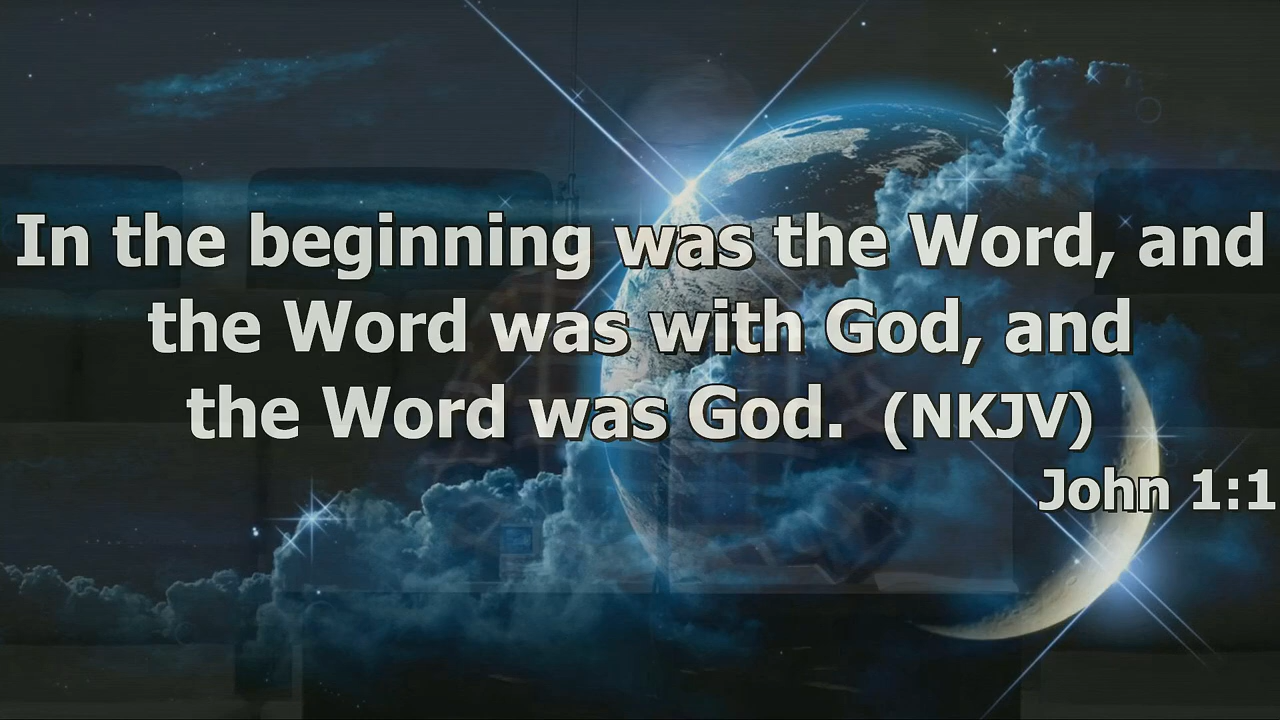 In the beginning was the Word, and
the Word was with God, and
the Word was God. (NKJV)
John 1:1